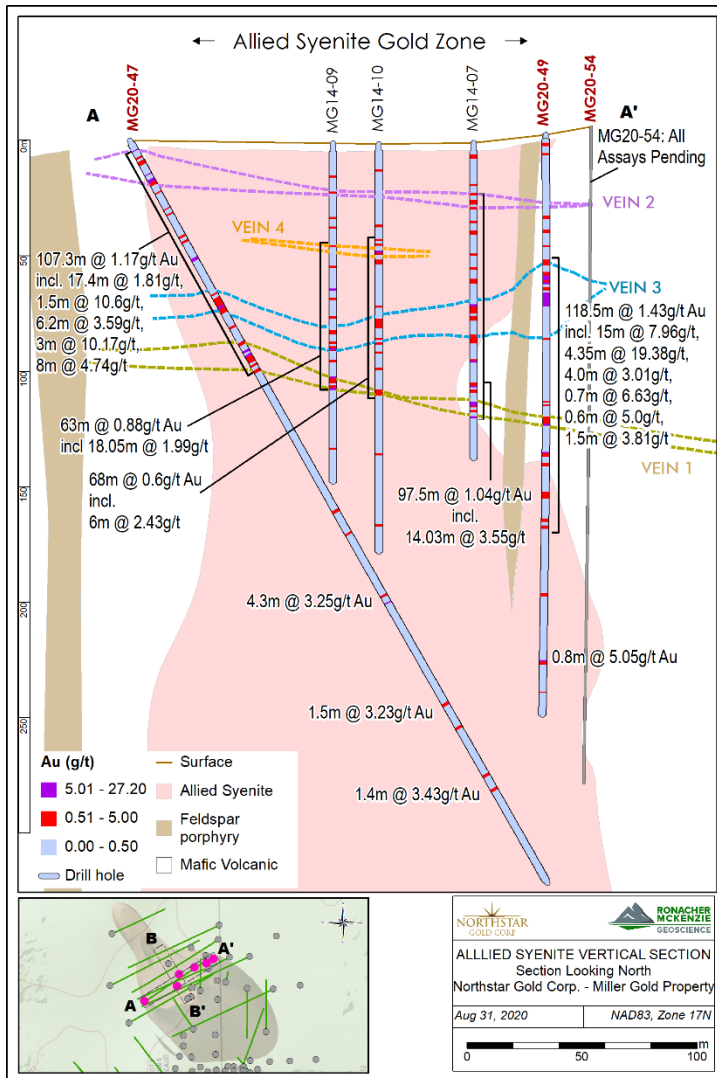 Allied Syenite Gold Zone
MG20-47
MG14-09
MG14-10
MG14-07
MG20-49
MG20-54
A
A'
MG20-54: All
Assays Pending
0m
50
100
150
200
250
VEIN 2
VEIN 4
VEIN 3
VEIN 1
107.3m @ 1.17g/t Au
incl. 17.4m @ 1.81g/t,
1.5m @ 10.6g/t,
6.2m @ 3.59g/t,
3m @ 10.17g/t,
8m @ 4.74g/t
118.5m @ 1.43g/t Au
incl. 15m @ 7.96g/t,
4.35m @ 19.38g/t,
4.0m @ 3.01g/t,
0.7m @ 6.63g/t,
0.6m @ 5.0g/t,
1.5m @ 3.81g/t
63m @ 0.88g/t Au
incl 18.05m @ 1.99g/t
68m @ 0.6g/t Au
incl.
6m @ 2.43g/t
97.5m @ 1.04g/t Au
incl.
14.03m @ 3.55g/t
4.3m @ 3.25g/t Au
0.8m @ 5.05g/t Au
1.5m @ 3.23g/t Au
1.4m @ 3.43g/t Au
Au (g/t)
5.01 - 27.20
0.51 - 5.00
0.00 - 0.50
Drill hole
Surface
Allied Syenite
Feldspar
porphyry
Mafic Volcanic
B
A'
A
B'
NORTHSTAR
GOLD CORP
RONACHER
MCKENZIE
GEOSCIENCE
ALLLIED SYENITE VERTICAL SECTION
Section Looking North
Northstar Gold Corp. - Miller Gold Property
Aug 31, 2020
NAD83, Zone 17N
m
0 50 100